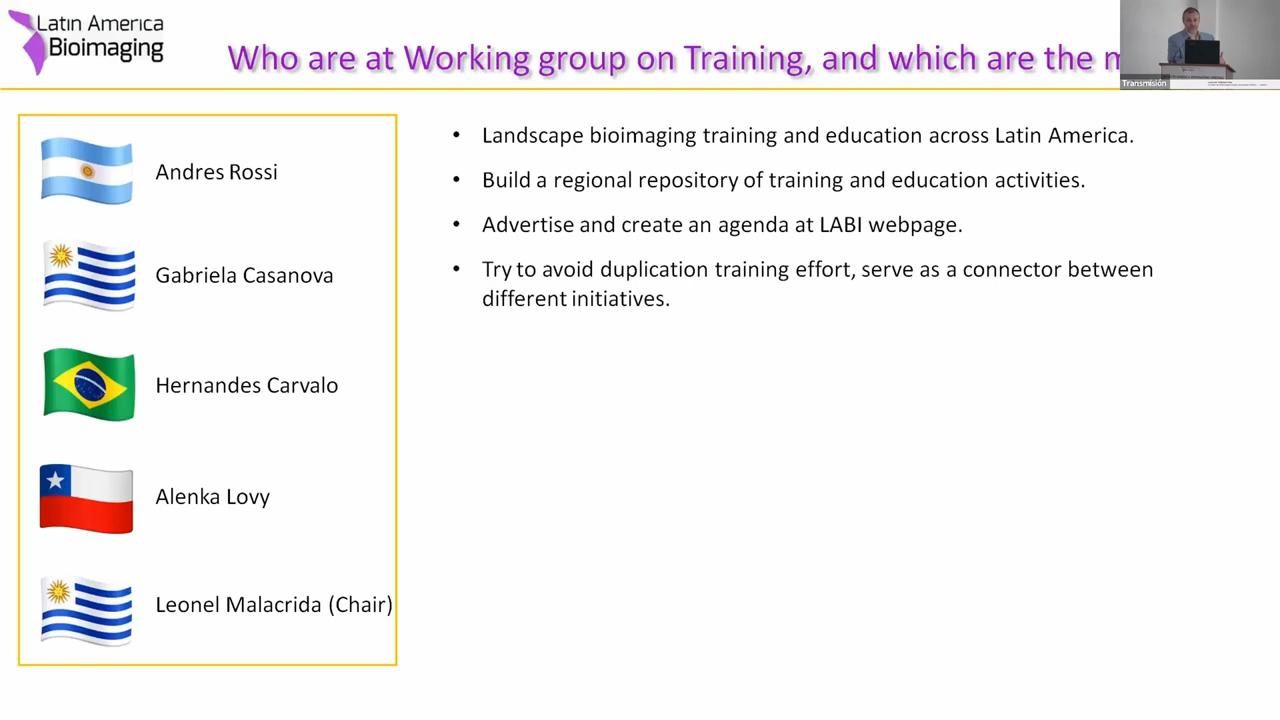 Latin America
Bioimaging
Who are at Working group on Training, and which are the
Transmisión
Andres Rossi
Gabriela Casanova
Hernandes Carvalo
Alenka Lovy
Leonel Malacrida (Chair)
• Landscape bioimaging training and education across Latin America.
• Build a regional repository of training and education activities.
• Advertise and create an agenda at LABI webpage.
• Try to avoid duplication training effort, serve as a connector between
different initiatives.